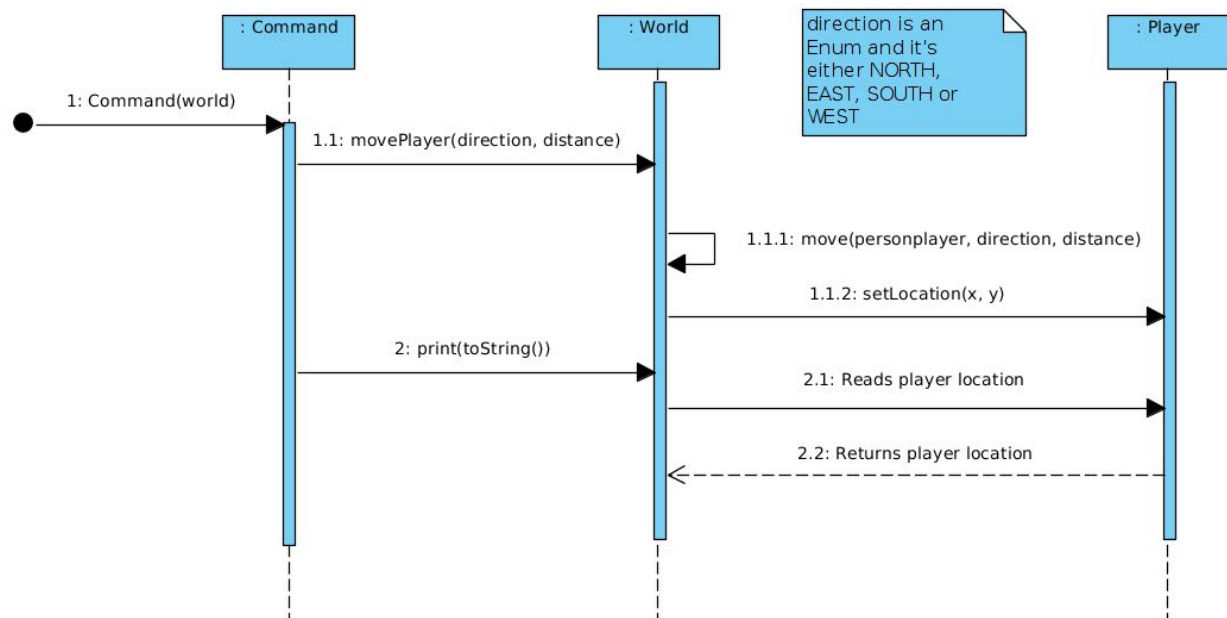 : Command
: World
direction is an
Enum and it's
either NORTH,
EAST, SOUTH or
WEST
: Player
1: Command(world)
1.1: movePlayer(direction, distance)
1.1.1: move(personplayer, direction, distance)
1.1.2: setLocation(x, y)
2: print(toString())
2.1: Reads player location
2.2: Returns player location